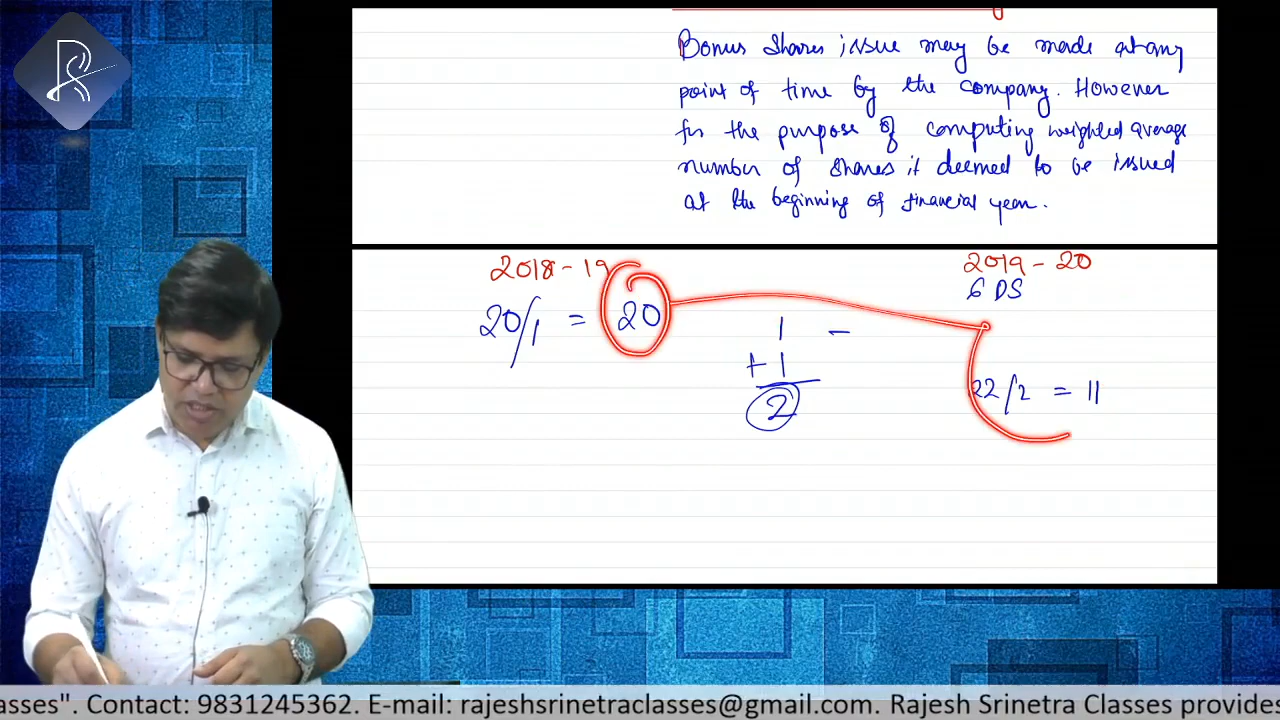 Bonus Shares issue may be made at any
point of time by the company. However
for the purpose of computing weighted average
number of shares it deemed to be issued
at the beginning of financial year.
2018-19
2019-20
20/1 = 20
1 -
+1
2
22/2 = 11
asses". Contact: 9831245362. E-mail: rajeshsrinetraclasses@gmail.com. Rajesh Srinetra Classes provides